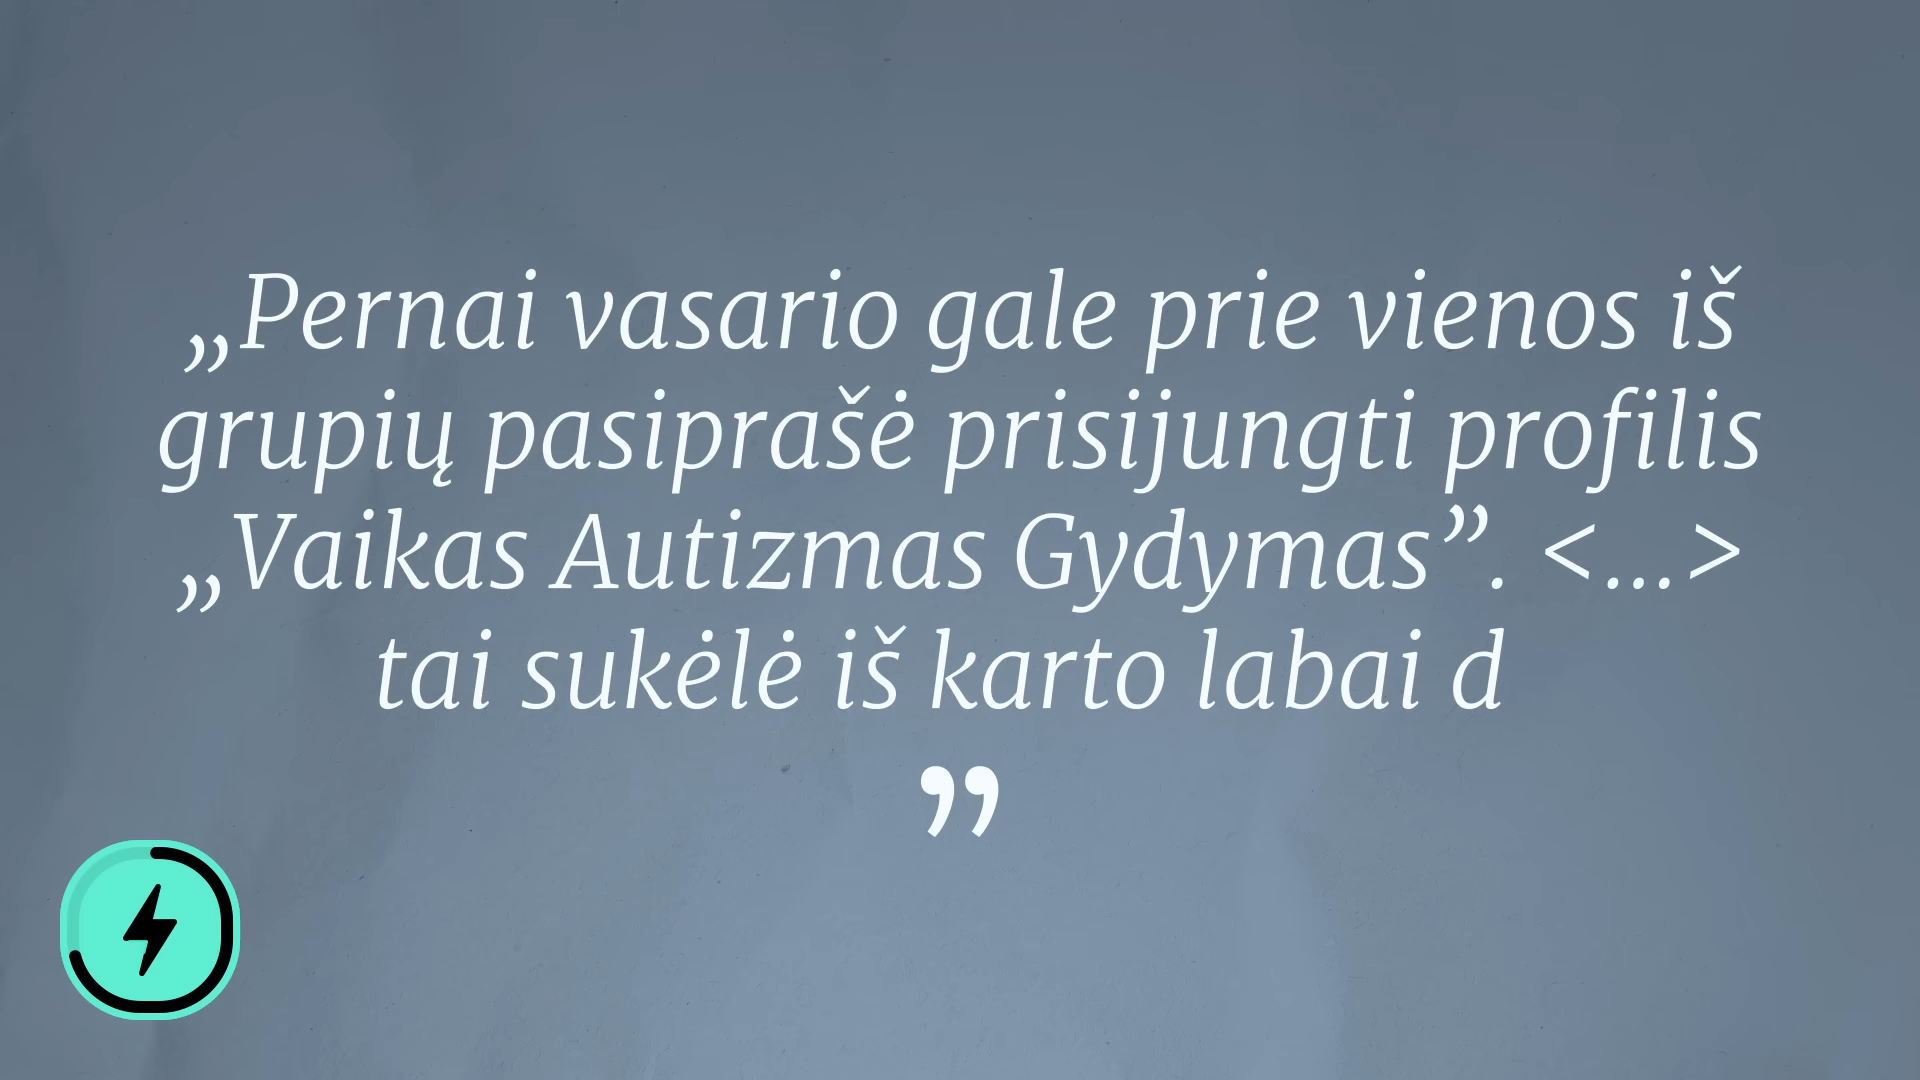 „Pernai vasario gale prie vienos iš
grupių pasiprašė prisijungti profilis
„Vaikas Autizmas Gydymas”. <...>
tai sukėlė iš karto labai d
”